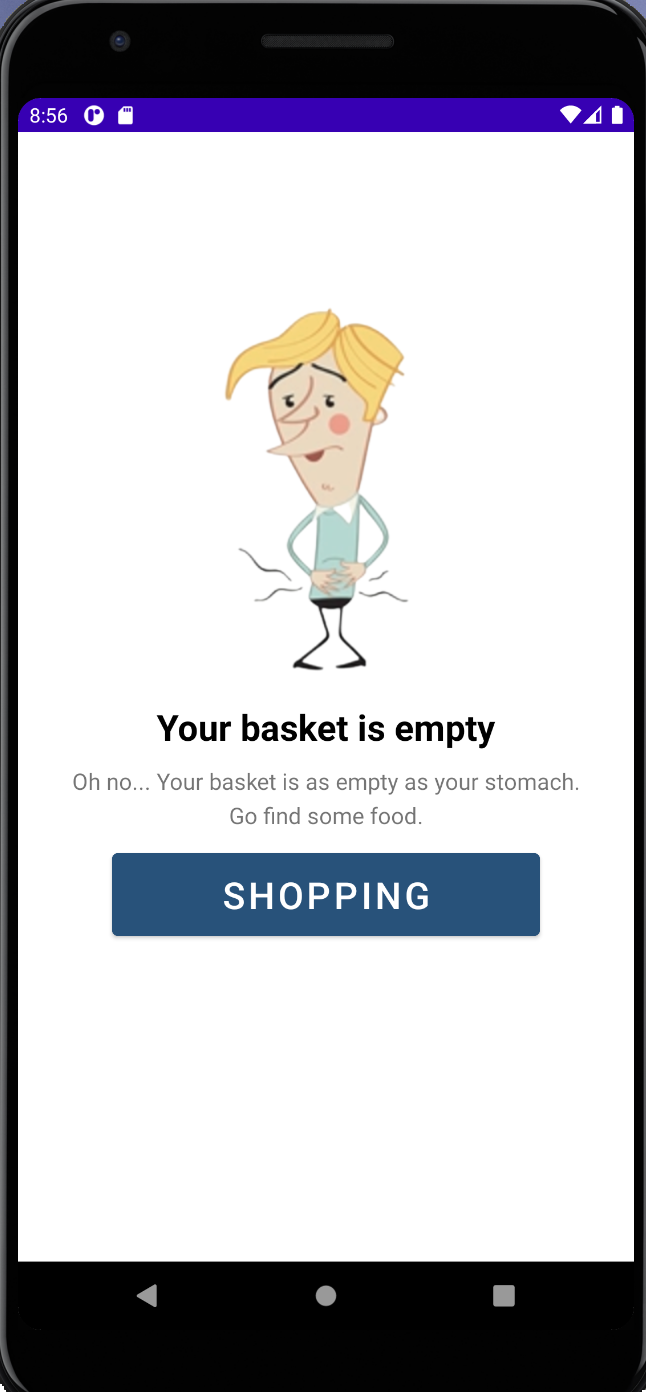 8:56
Your basket is empty
Oh no... Your basket is as empty as your stomach.
Go find some food.
SHOPPING